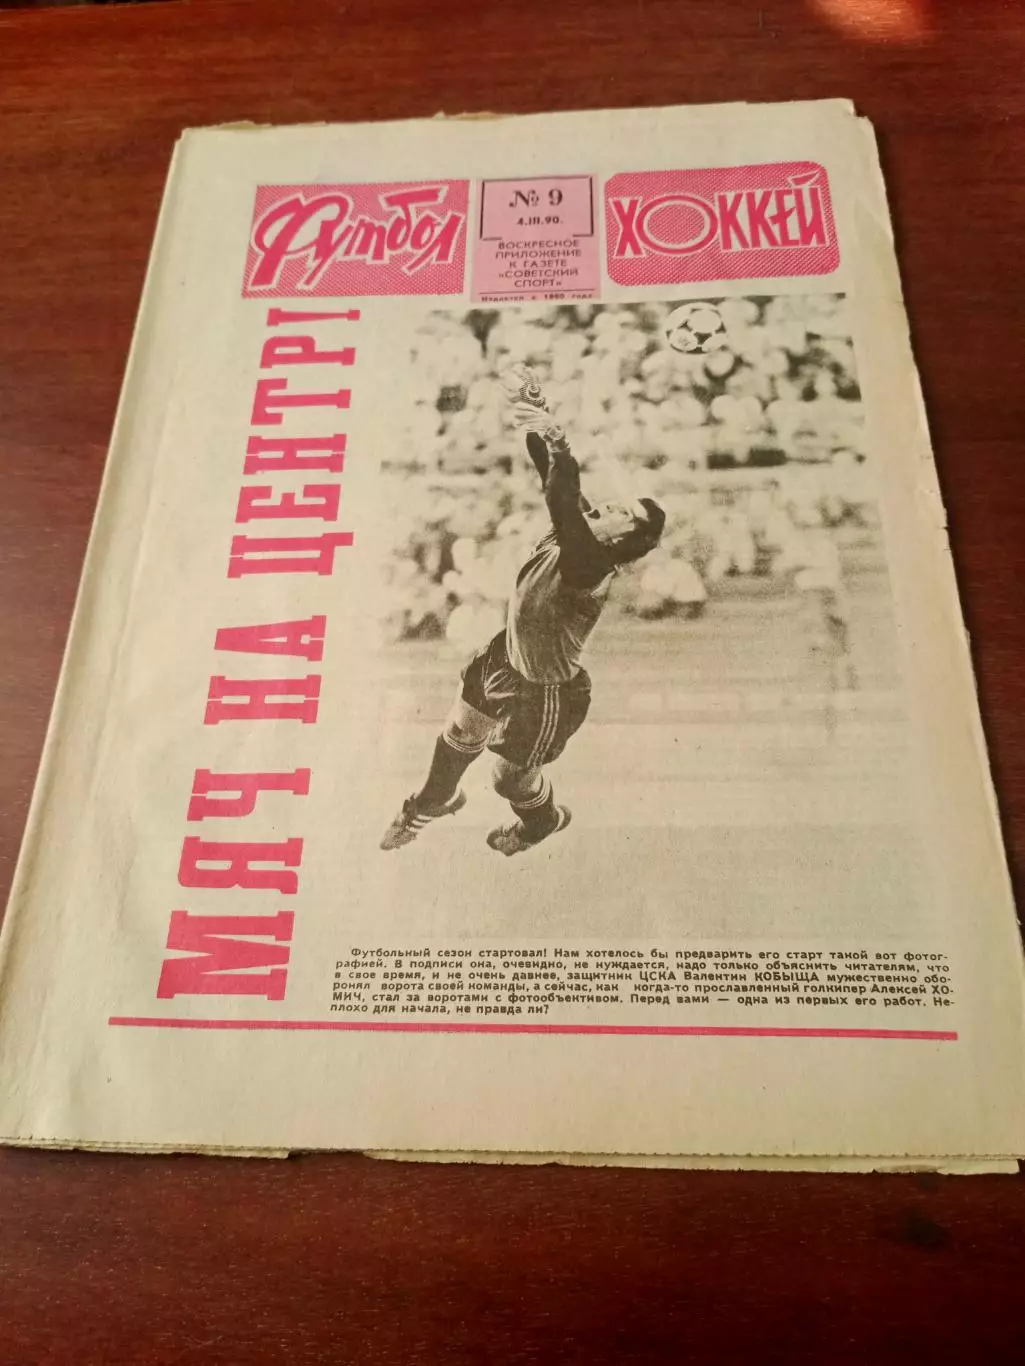 Футбол
№ 9
4.III.90.
ВОСКРЕСНОЕ
ПРИЛОЖЕНИЕ
К ГАЗЕТЕ
«СОВЕТСКИЙ
СПОРТ»
Издается с 1960 года
ХОККЕЙ
МЯЧ НА ЦЕНТР!
Футбольный сезон стартовал! Нам хотелось бы предварить его старт такой вот фотог-
рафией. В подписи она, очевидно, не нуждается, надо только объяснить читателям, что
в свое время, и не очень давнее, защитник ЦСКА Валентин КОБЫЩА мужественно обо-
ронял ворота своей команды, а сейчас, как когда-то прославленный голкипер Алексей ХО-
МИЧ, стал за воротами с фотообъективом. Перед вами — одна из первых его работ. Не-
плохо для начала, не правда ли?